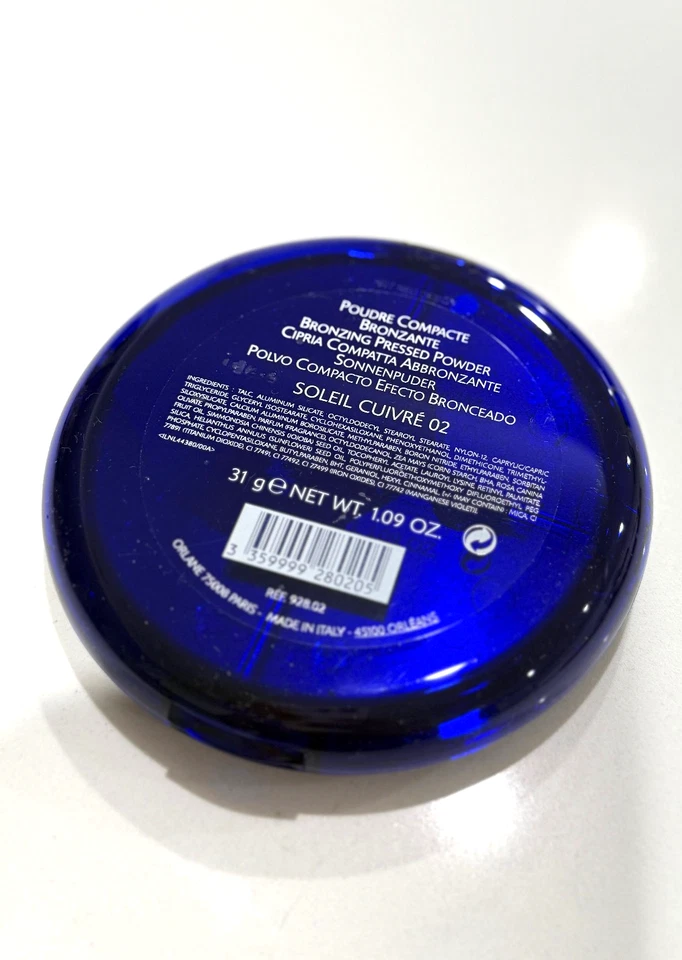 POUDRE COMPACTE
BRONZANTE
BRONZING PRESSED POWDER
CIPRIA COMPATTA ABBRONZANTE
SONNENPUDER
POLVO COMPACTO EFECTO BRONCEADO
SOLEIL CUIVRÉ 02
INGREDIENTS : TALC, ALUMINUM SILICATE, OCTYLDODECYL STEAROYL STEARATE, NYLON-12, CAPRYLIC/CAPRIC
TRIGLYCERIDE, GLYCERYL ISOSTEARATE, CYCLOHEXASILOXANE, PHENOXYETHANOL, DIMETHICONE, TRIMETHYL-
SILOXYSILICATE, CALCIUM ALUMINUM BOROSILICATE, METHYLPARABEN, BORON NITRIDE, ETHYLPARABEN, SORBITAN
OLIVATE, PROPYLPARABEN, PARFUM (FRAGRANCE), OCTYLDODECANOL, ZEA MAYS (CORN) STARCH, BHA, ROSA CANINA
FRUIT OIL, SIMMONDSIA CHINENSIS (JOJOBA) SEED OIL, TOCOPHERYL ACETATE, LAUROYL LYSINE, RETINYL PALMITATE,
SILICA, HELIANTHUS ANNUUS (SUNFLOWER) SEED OIL, POLYPERFLUOROETHOXYMETHOXY DIFLUOROETHYL PEG
PHOSPHATE, CYCLOPENTASILOXANE, BUTYLPARABEN, BHT, GERANIOL, HEXYL CINNAMAL, [+/- (MAY CONTAIN) : MICA, CI
77891 (TITANIUM DIOXIDE), CI 77491, CI 77492, CI 77499 (IRON OXIDES), CI 77742 (MANGANESE VIOLET)].
<ILNL44380/00A>
31 g ℮ NET WT. 1.09 OZ.
3 359999 280205
RÉF. 928.02
ORLANE 75008 PARIS - MADE IN ITALY - 45100 ORLÉANS